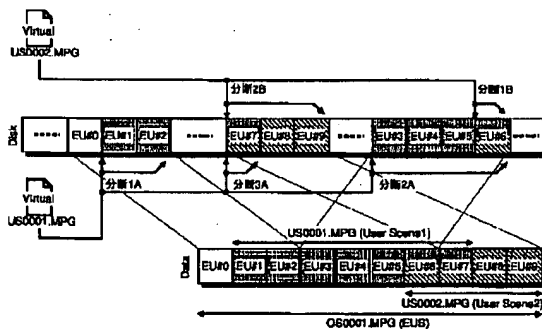 Virtual
US0002.MPG
分断2B
分断1B
Disk
EU#0 EU#1 EU#2 EU#7 EU#8 EU#9 EU#3 EU#4 EU#5 EU#6
Virtual
分断1A
分断3A
分断2A
US0001.MPG
US0001.MPG (User Scene1)
Data
EU#0 EU#1 EU#2 EU#3 EU#4 EU#5 EU#6 EU#7 EU#8 EU#9
US0002.MPG (User Scene2)
OS0001.MPG (EUS)